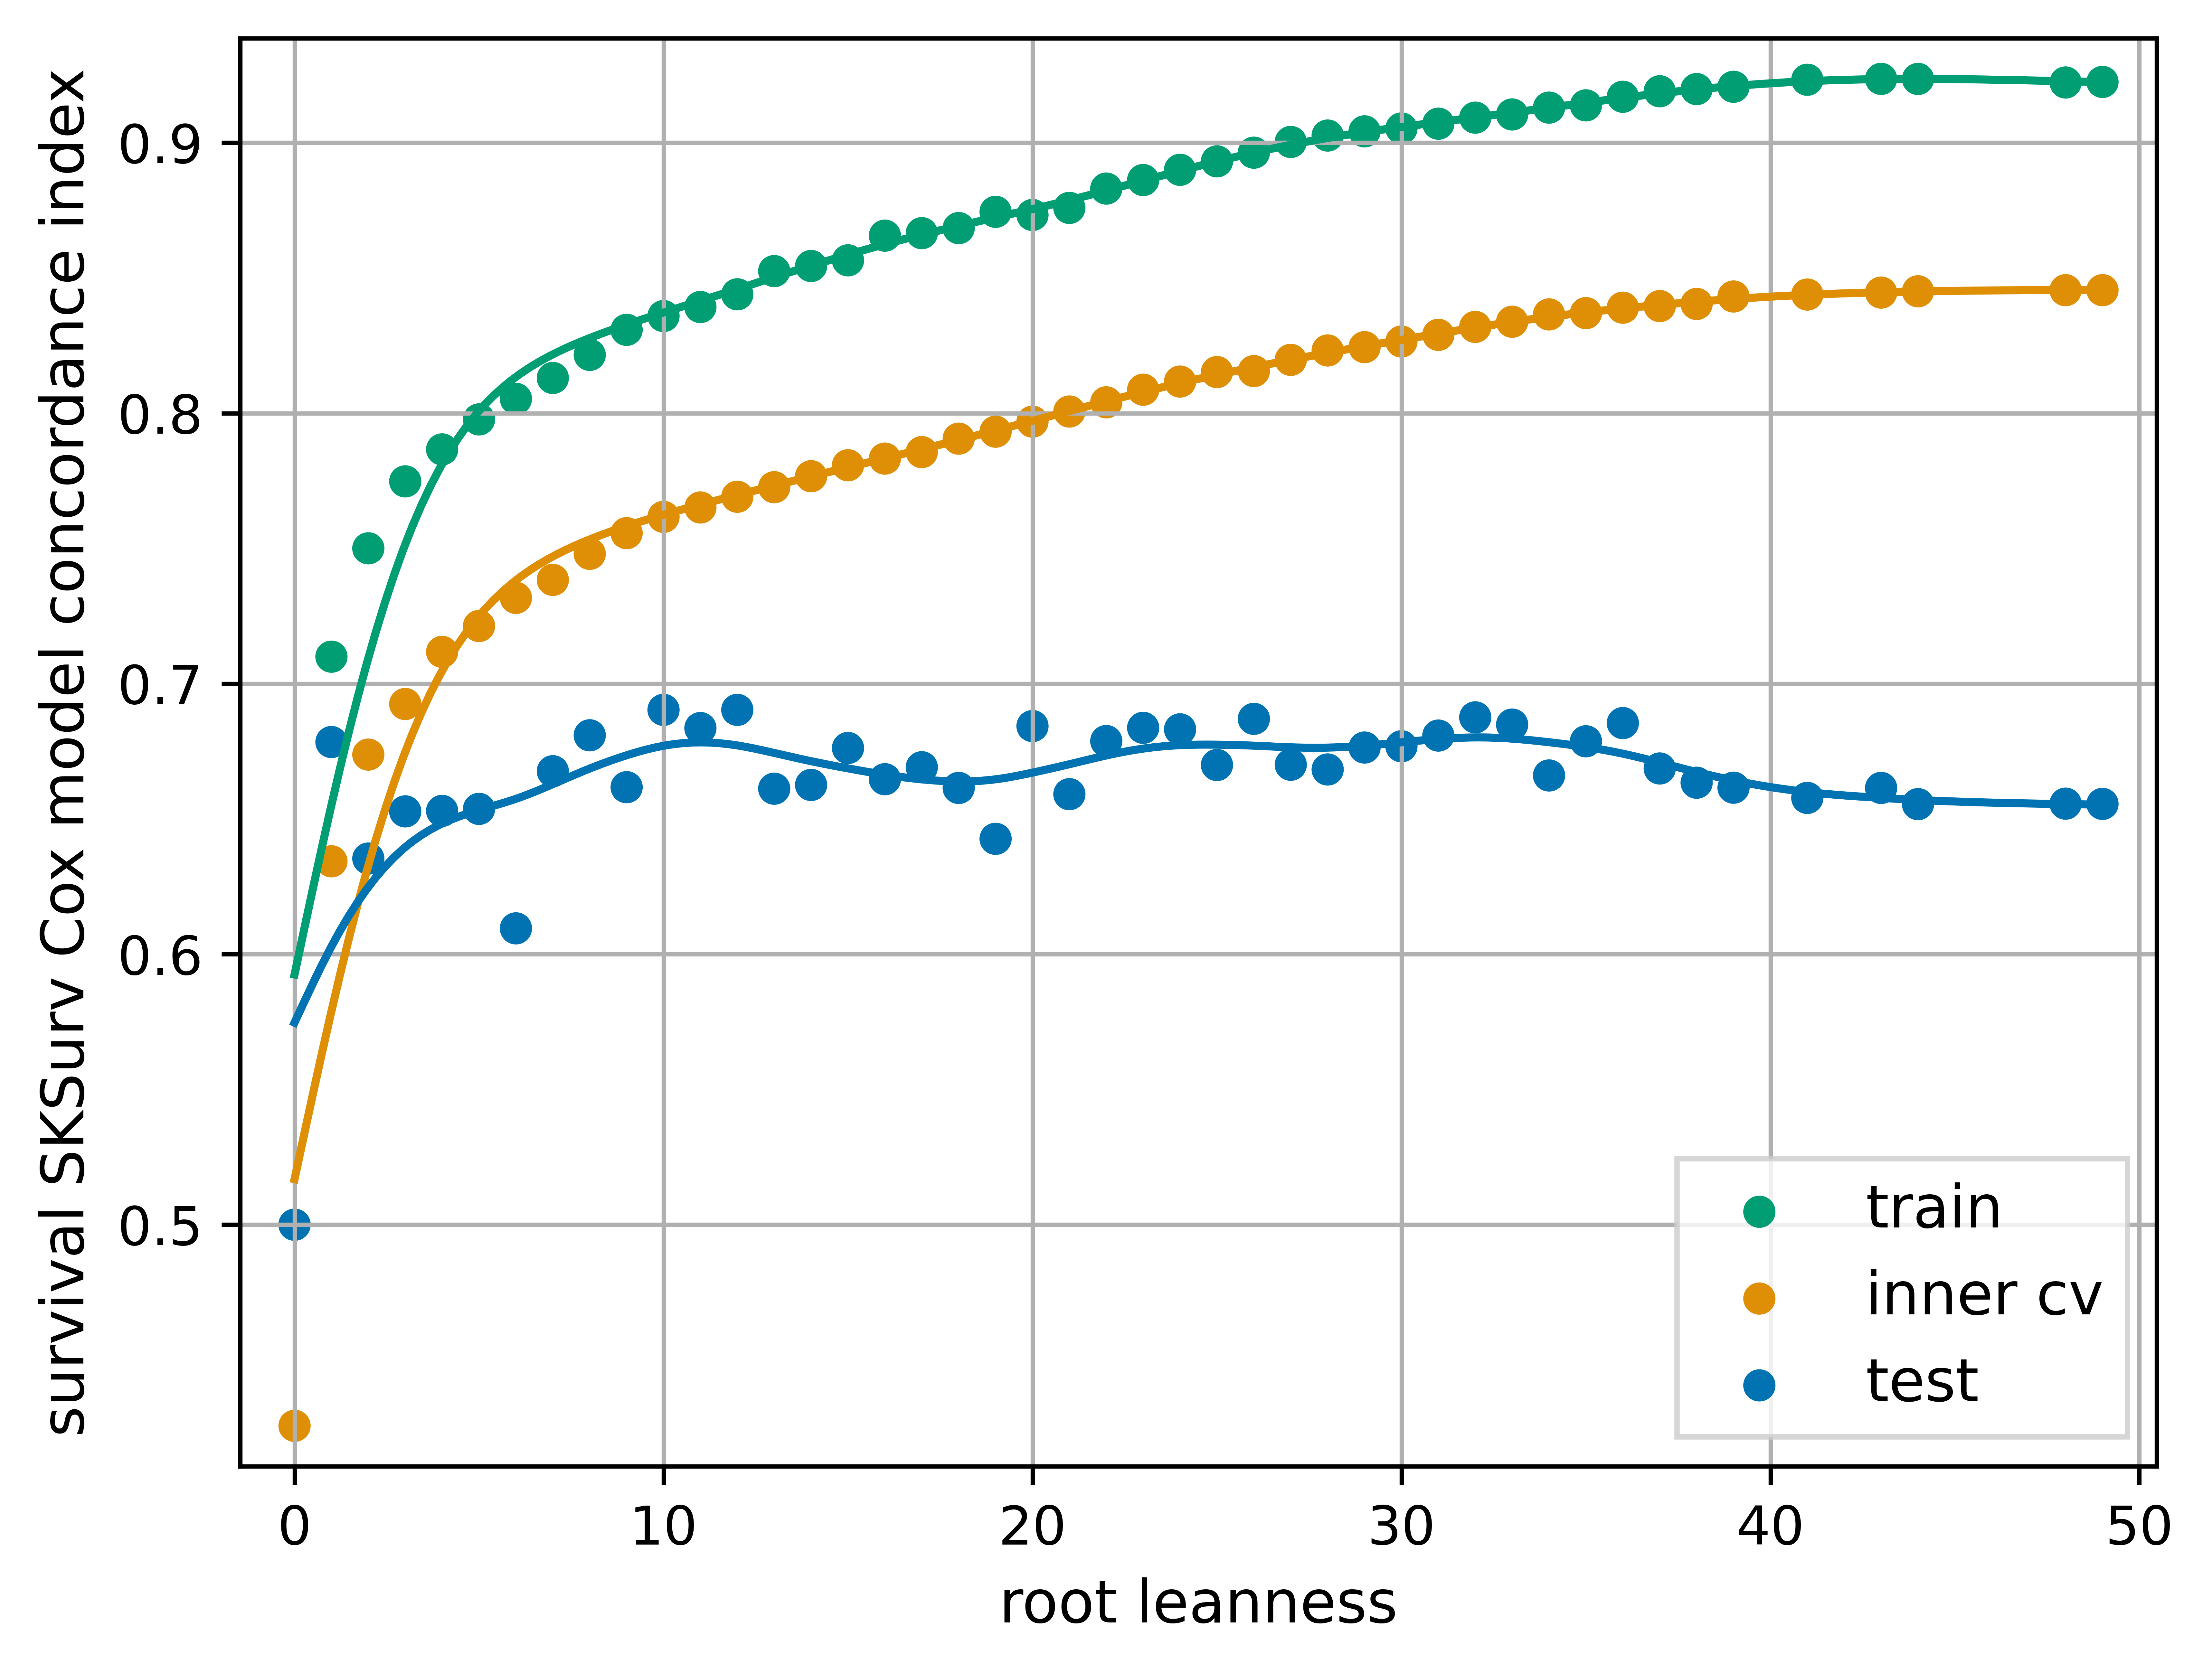 survival SKSurv Cox model concordance index
0.9
0.8
0.7
0.6
0.5
train
inner cv
test
0 10 20 30 40 50
root leanness